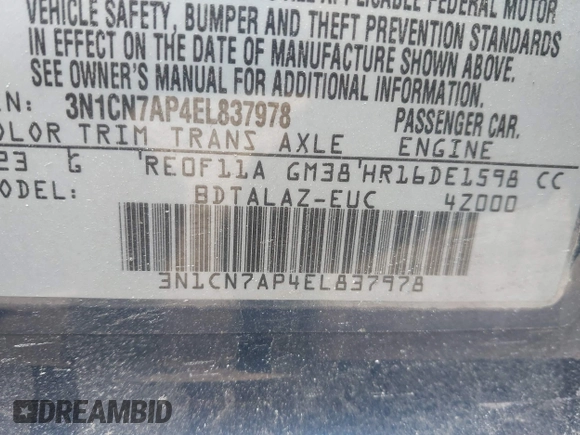 VEHICLE SAFETY, BUMPER AND THEFT PREVENTION STANDARDS
IN EFFECT ON THE DATE OF MANUFACTURE SHOWN ABOVE.
SEE OWNER'S MANUAL FOR ADDITIONAL INFORMATION.
N: 3N1CN7AP4EL837978 PASSENGER CAR.
OLOR TRIM TRANS AXLE ENGINE
23 G RE0F11A GM38 HR16DE1598 CC
ODEL: BDTALAZ-EUC 4Z000
3N1CN7AP4EL837978
DREAMBID